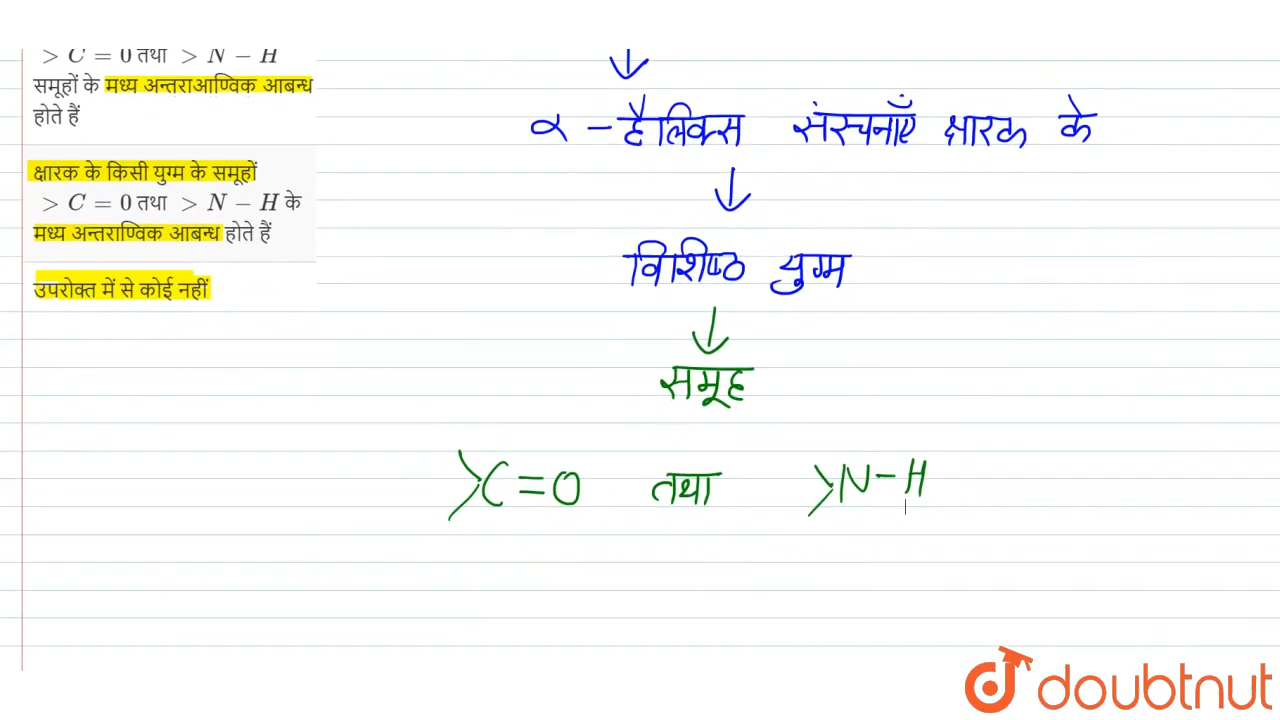 > C = 0 तथा > N − H
समूहों के मध्य अन्तराआण्विक आबन्ध
होते हैं
क्षारक के किसी युग्म के समूहों
> C = 0 तथा > N − H के
मध्य अन्तराण्विक आबन्ध होते हैं
उपरोक्त में से कोई नहीं
↓
α - हैलिक्स संरचनाएँ क्षारक के
↓
विशिष्ठ युग्म
↓
समूह
>C=O तथा >N-H
doubtnut